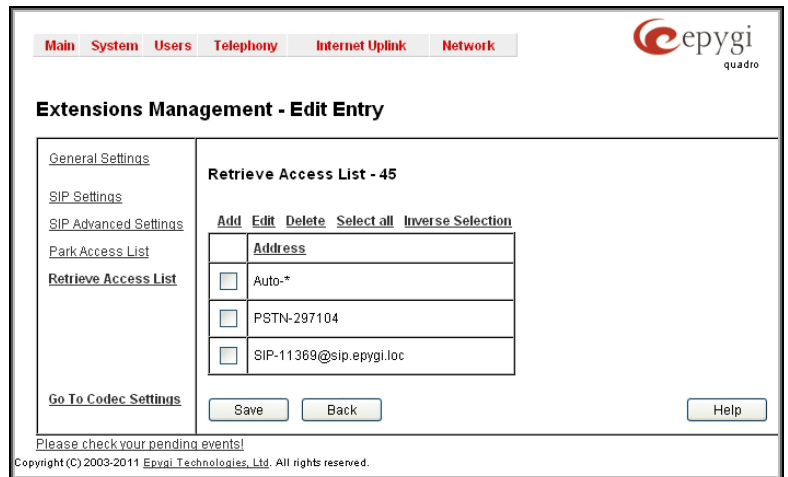 Main System Users Telephony Internet Uplink Network
epygi
quadro
Extensions Management - Edit Entry
General Settings
SIP Settings
SIP Advanced Settings
Park Access List
Retrieve Access List
Go To Codec Settings
Retrieve Access List - 45
Add Edit Delete Select all Inverse Selection
Address
Auto-*
PSTN-297104
SIP-11369@sip.epygi.loc
Save Back Help
Please check your pending events!
Copyright (C) 2003-2011 Epygi Technologies, Ltd. All rights reserved.